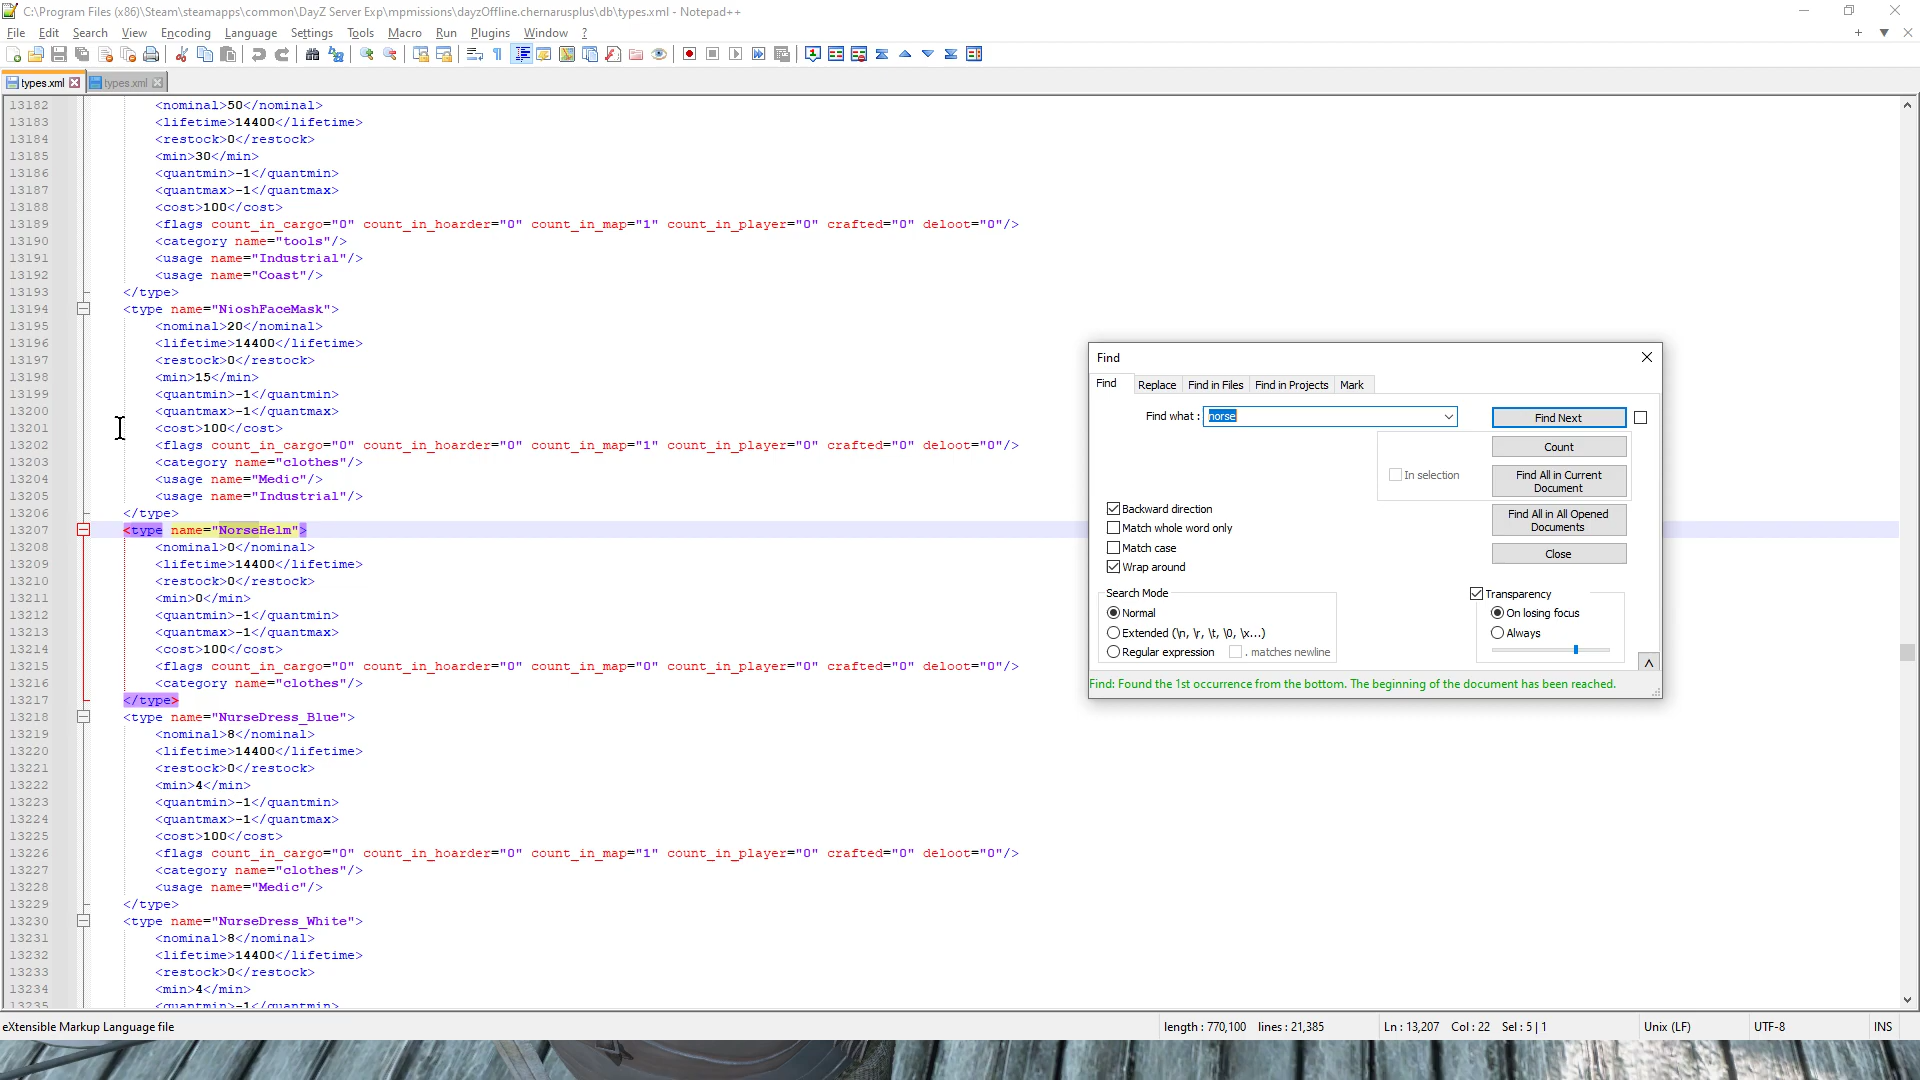 C:\Program Files (x86)\Steam\steamapps\common\DayZ Server Exp\mpmissions\dayzOffline.chernarusplus\db\types.xml - Notepad++
File Edit Search View Encoding Language Settings Tools Macro Run Plugins Window ?
types.xml types.xml
13182 <nominal>50</nominal>
13183 <lifetime>14400</lifetime>
13184 <restock>0</restock>
13185 <min>30</min>
13186 <quantmin>-1</quantmin>
13187 <quantmax>-1</quantmax>
13188 <cost>100</cost>
13189 <flags count_in_cargo="0" count_in_hoarder="0" count_in_map="1" count_in_player="0" crafted="0" deloot="0"/>
13190 <category name="tools"/>
13191 <usage name="Industrial"/>
13192 <usage name="Coast"/>
13193 </type>
13194 <type name="NioshFaceMask">
13195 <nominal>20</nominal>
13196 <lifetime>14400</lifetime>
13197 <restock>0</restock>
13198 <min>15</min>
13199 <quantmin>-1</quantmin>
13200 <quantmax>-1</quantmax>
13201 <cost>100</cost>
13202 <flags count_in_cargo="0" count_in_hoarder="0" count_in_map="1" count_in_player="0" crafted="0" deloot="0"/>
13203 <category name="clothes"/>
13204 <usage name="Medic"/>
13205 <usage name="Industrial"/>
13206 </type>
13207 <type name="NorseHelm">
13208 <nominal>0</nominal>
13209 <lifetime>14400</lifetime>
13210 <restock>0</restock>
13211 <min>0</min>
13212 <quantmin>-1</quantmin>
13213 <quantmax>-1</quantmax>
13214 <cost>100</cost>
13215 <flags count_in_cargo="0" count_in_hoarder="0" count_in_map="0" count_in_player="0" crafted="0" deloot="0"/>
13216 <category name="clothes"/>
13217 </type>
13218 <type name="NurseDress_Blue">
13219 <nominal>8</nominal>
13220 <lifetime>14400</lifetime>
13221 <restock>0</restock>
13222 <min>4</min>
13223 <quantmin>-1</quantmin>
13224 <quantmax>-1</quantmax>
13225 <cost>100</cost>
13226 <flags count_in_cargo="0" count_in_hoarder="0" count_in_map="1" count_in_player="0" crafted="0" deloot="0"/>
13227 <category name="clothes"/>
13228 <usage name="Medic"/>
13229 </type>
13230 <type name="NurseDress_White">
13231 <nominal>8</nominal>
13232 <lifetime>14400</lifetime>
13233 <restock>0</restock>
13234 <min>4</min>
13235 <quantmin>-1</quantmin>
Find
Find Replace Find in Files Find in Projects Mark
Find what : norse
Find Next
Count
In selection
Find All in Current
Document
Backward direction
Find All in All Opened
Documents
Match whole word only
Match case
Close
Wrap around
Search Mode
Transparency
Normal
On losing focus
Extended (\n, \r, \t, \0, \x...)
Always
Regular expression . matches newline
Find: Found the 1st occurrence from the bottom. The beginning of the document has been reached.
eXtensible Markup Language file length : 770,100 lines : 21,385 Ln : 13,207 Col : 22 Sel : 5 | 1 Unix (LF) UTF-8 INS